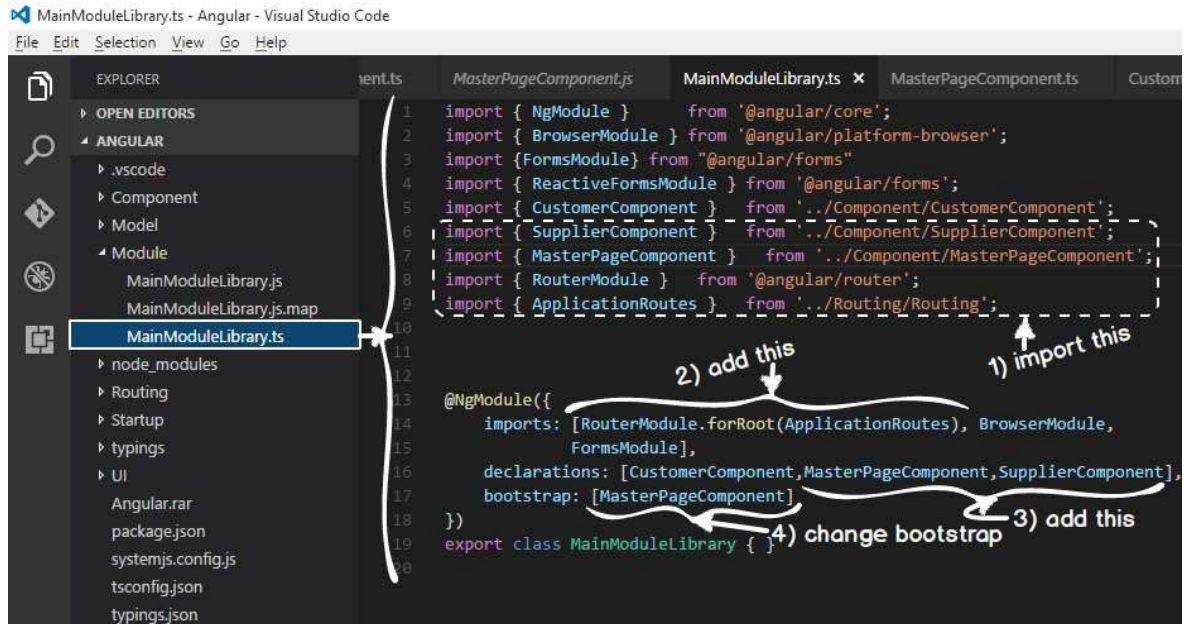 MainModuleLibrary.ts - Angular - Visual Studio Code
File Edit Selection View Go Help
EXPLORER
OPEN EDITORS
ANGULAR
.vscode
Component
Model
Module
MainModuleLibrary.js
MainModuleLibrary.js.map
MainModuleLibrary.ts
node_modules
Routing
Startup
typings
UI
Angular.rar
package.json
systemjs.config.js
tsconfig.json
typings.json
nent.ts MasterPageComponent.js MainModuleLibrary.ts × MasterPageComponent.ts Custom
1 import { NgModule } from '@angular/core';
2 import { BrowserModule } from '@angular/platform-browser';
3 import {FormsModule} from "@angular/forms"
4 import { ReactiveFormsModule } from '@angular/forms';
5 import { CustomerComponent } from '../Component/CustomerComponent';
6 import { SupplierComponent } from '../Component/SupplierComponent';
7 import { MasterPageComponent } from '../Component/MasterPageComponent';
8 import { RouterModule } from '@angular/router';
9 import { ApplicationRoutes } from '../Routing/Routing';
10
1) import this
11
2) add this
12
13 @NgModule({
14 imports: [RouterModule.forRoot(ApplicationRoutes), BrowserModule,
15 FormsModule],
16 declarations: [CustomerComponent,MasterPageComponent,SupplierComponent],
17 bootstrap: [MasterPageComponent]
18 })
3) add this
4) change bootstrap
19 export class MainModuleLibrary { }
20